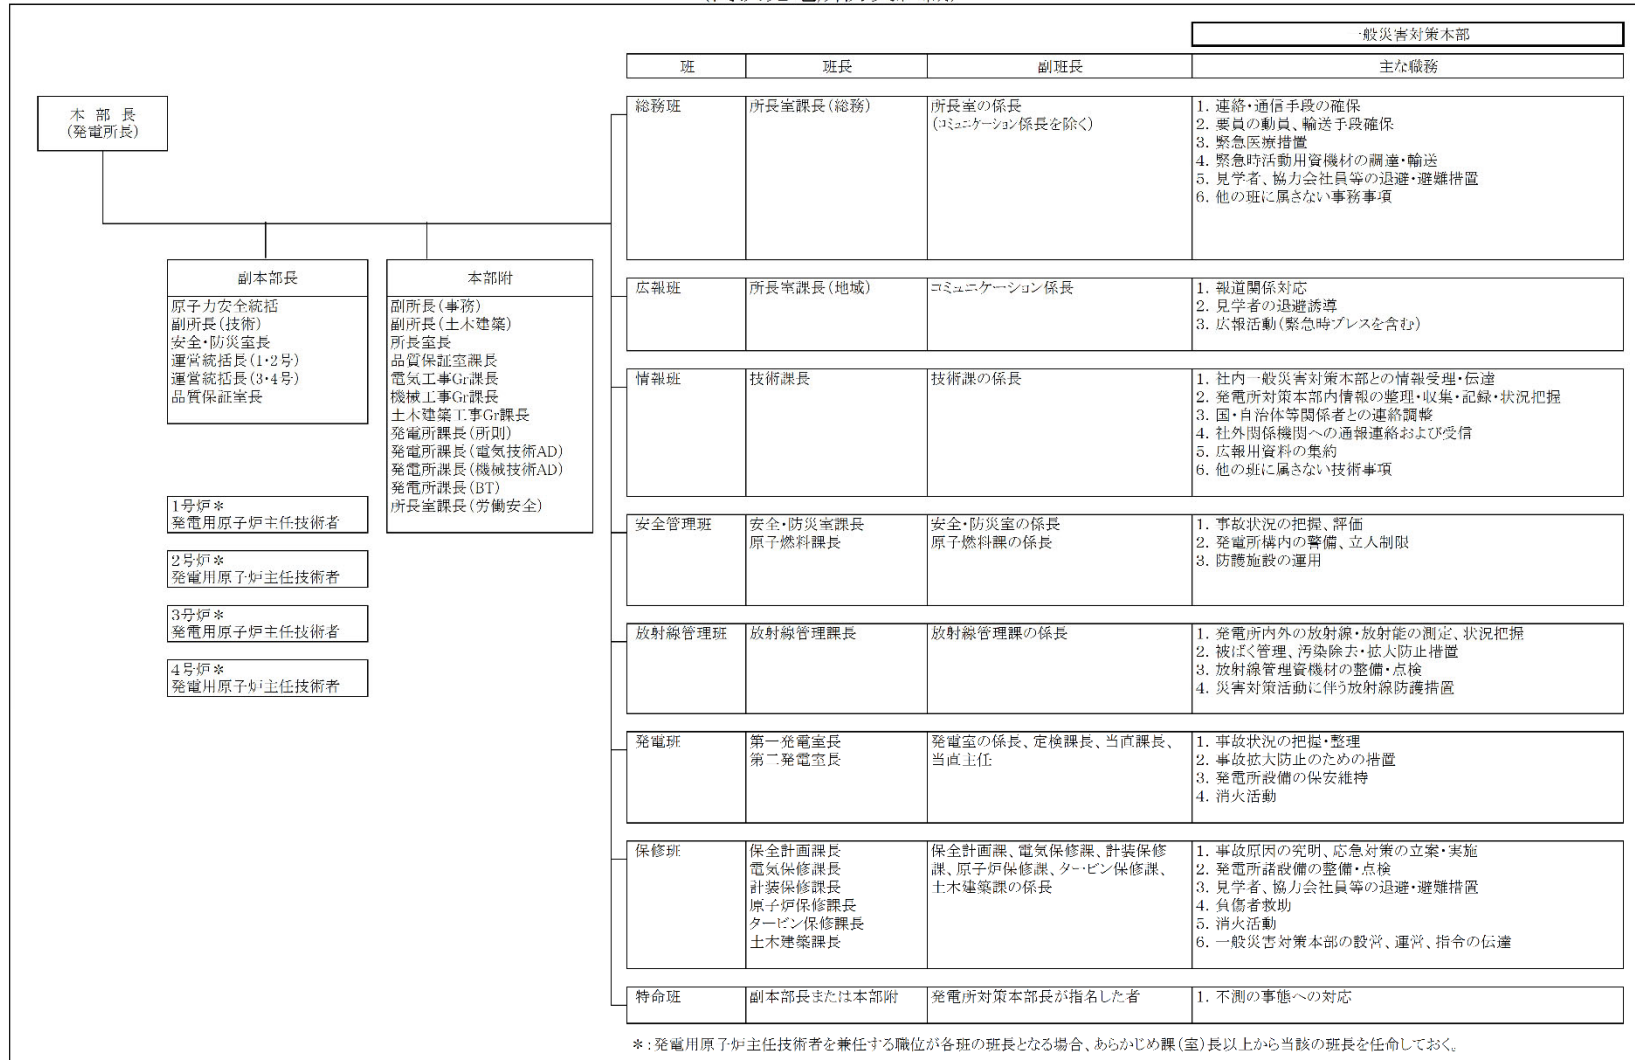 一般災害対策本部
班 班長 副班長 主な職務
本 部 長
(発電所長)
副本部長
原子力安全統括
副所長(技術)
安全・防災室長
運営統括長(1・2号)
運営統括長(3・4号)
品質保証室長
本部附
副所長(事務)
副所長(土木建築)
所長室長
品質保証室課長
電気工事Gr課長
機械工事Gr課長
土木建築工事Gr課長
発電所課長(所則)
発電所課長(電気技術AD)
発電所課長(機械技術AD)
発電所課長(BT)
所長室課長(労働安全)
1号炉*
発電用原子炉主任技術者
2号炉*
発電用原子炉主任技術者
3号炉*
発電用原子炉主任技術者
4号炉*
発電用原子炉主任技術者
総務班
所長室課長(総務)
所長室の係長
(コミュニケーション係長を除く)
1. 連絡・通信手段の確保
2. 要員の動員、輸送手段確保
3. 緊急医療措置
4. 緊急時活動用資機材の調達・輸送
5. 見学者、協力会社員等の退避・避難措置
6. 他の班に属さない事務事項
広報班
所長室課長(地域)
コミュニケーション係長
1. 報道関係対応
2. 見学者の退避誘導
3. 広報活動(緊急時プレスを含む)
情報班
技術課長
技術課の係長
1. 社内一般災害対策本部との情報受理・伝達
2. 発電所対策本部内情報の整理・収集・記録・状況把握
3. 国・自治体等関係者との連絡調整
4. 社外関係機関への通報連絡および受信
5. 広報用資料の集約
6. 他の班に属さない技術事項
安全管理班
安全・防災室課長
原子燃料課長
安全・防災室の係長
原子燃料課の係長
1. 事故状況の把握、評価
2. 発電所構内の警備、立入制限
3. 防護施設の運用
放射線管理班
放射線管理課長
放射線管理課の係長
1. 発電所内外の放射線・放射能の測定、状況把握
2. 被ばく管理、汚染除去・拡大防止措置
3. 放射線管理資機材の整備・点検
4. 災害対策活動に伴う放射線防護措置
発電班
第一発電室長
第二発電室長
発電室の係長、定検課長、当直課長、
当直主任
1. 事故状況の把握・整理
2. 事故拡大防止のための措置
3. 発電所設備の保安維持
4. 消火活動
保修班
保全計画課長
電気保修課長
計装保修課長
原子炉保修課長
タービン保修課長
土木建築課長
保全計画課、電気保修課、計装保修
課、原子炉保修課、タービン保修課、
土木建築課の係長
1. 事故原因の究明、応急対策の立案・実施
2. 発電所諸設備の整備・点検
3. 見学者、協力会社員等の退避・避難措置
4. 負傷者救助
5. 消火活動
6. 一般災害対策本部の設営、運営、指令の伝達
特命班
副本部長または本部附
発電所対策本部長が指名した者
1. 不測の事態への対応
*:発電用原子炉主任技術者を兼任する職位が各班の班長となる場合、あらかじめ課(室)長以上から当該の班長を任命しておく。